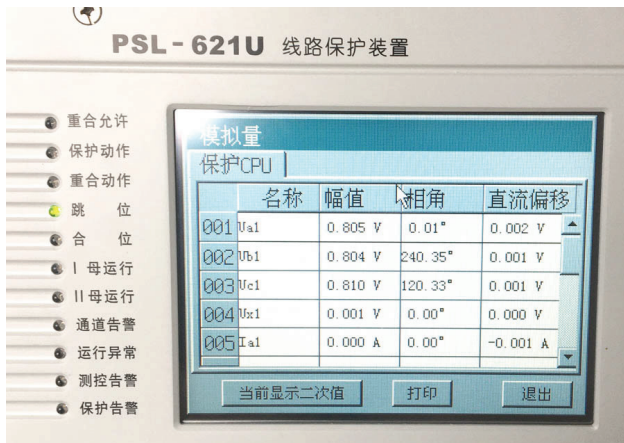 PSL-621U 线路保护装置
重合允许
保护动作
重合动作
跳 位
合 位
I 母运行
II母运行
通道告警
运行异常
测控告警
保护告警
模拟量
保护CPU
名称 幅值 相角 直流偏移
001 Ua1 0.805 V 0.01° 0.002 V
002 Ub1 0.804 V 240.35° 0.001 V
003 Uc1 0.810 V 120.33° 0.001 V
004 Ux1 0.001 V 0.00° 0.000 V
005 Ia1 0.000 A 0.00° -0.001 A
当前显示二次值 打印 退出